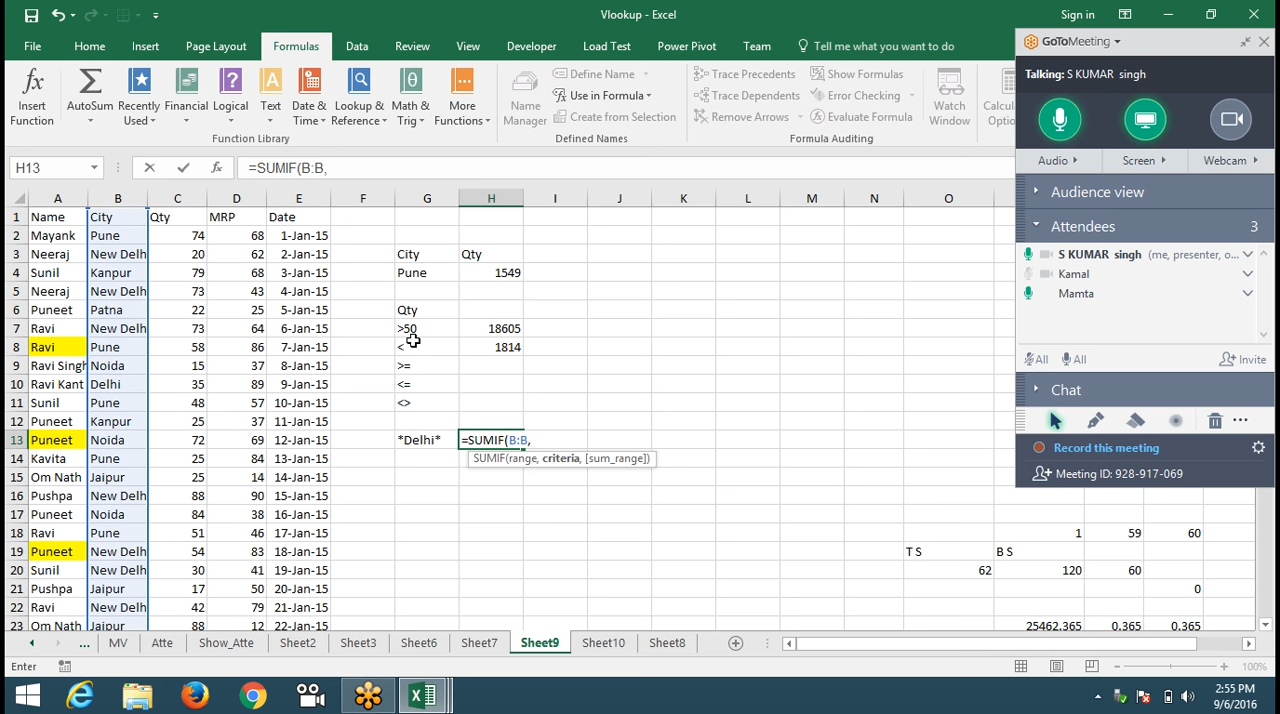 Vlookup - Excel
Sign in
File Home Insert Page Layout Formulas Data Review View Developer Load Test Power Pivot Team Tell me what you want to do
Insert Function
AutoSum
Recently Used
Financial
Logical
Text
Date & Time
Lookup & Reference
Math & Trig
More Functions
Function Library
Name Manager
Define Name
Use in Formula
Create from Selection
Defined Names
Trace Precedents
Trace Dependents
Remove Arrows
Show Formulas
Error Checking
Evaluate Formula
Formula Auditing
Watch Window
H13 =SUMIF(B:B,
A B C D E F G H I J K L M N O
1 Name City Qty MRP Date
2 Mayank Pune 74 68 1-Jan-15
3 Neeraj New Delh 20 62 2-Jan-15 City Qty
4 Sunil Kanpur 79 68 3-Jan-15 Pune 1549
5 Neeraj New Delh 73 43 4-Jan-15
6 Puneet Patna 22 25 5-Jan-15 Qty
7 Ravi New Delh 73 64 6-Jan-15 >50 18605
8 Ravi Pune 58 86 7-Jan-15 < 1814
9 Ravi Singh Noida 15 37 8-Jan-15 >=
10 Ravi Kant Delhi 35 89 9-Jan-15 <=
11 Sunil Pune 48 57 10-Jan-15 <>
12 Puneet Kanpur 25 37 11-Jan-15
13 Puneet Noida 72 69 12-Jan-15 *Delhi* =SUMIF(B:B,
SUMIF(range, criteria, [sum_range])
14 Kavita Pune 25 84 13-Jan-15
15 Om Nath Jaipur 25 14 14-Jan-15
16 Pushpa New Delh 88 90 15-Jan-15
17 Puneet Noida 84 38 16-Jan-15
18 Ravi Pune 51 46 17-Jan-15 1 59 60
19 Puneet New Delh 54 83 18-Jan-15 T S B S
20 Sunil New Delh 30 41 19-Jan-15 62 120 60
21 Pushpa Jaipur 17 50 20-Jan-15 0
22 Ravi New Delh 42 79 21-Jan-15
23 Om Nath Jaipur 88 12 22-Jan-15 25462.365 0.365 0.365
... MV Atte Show_Atte Sheet2 Sheet3 Sheet6 Sheet7 Sheet9 Sheet10 Sheet8
Enter
100%
GoToMeeting
Talking: S KUMAR singh
Audio Screen Webcam
Audience view
Attendees 3
S KUMAR singh (me, presenter, o...
Kamal
Mamta
All All Invite
Chat
Record this meeting
Meeting ID: 928-917-069
2:55 PM
9/6/2016